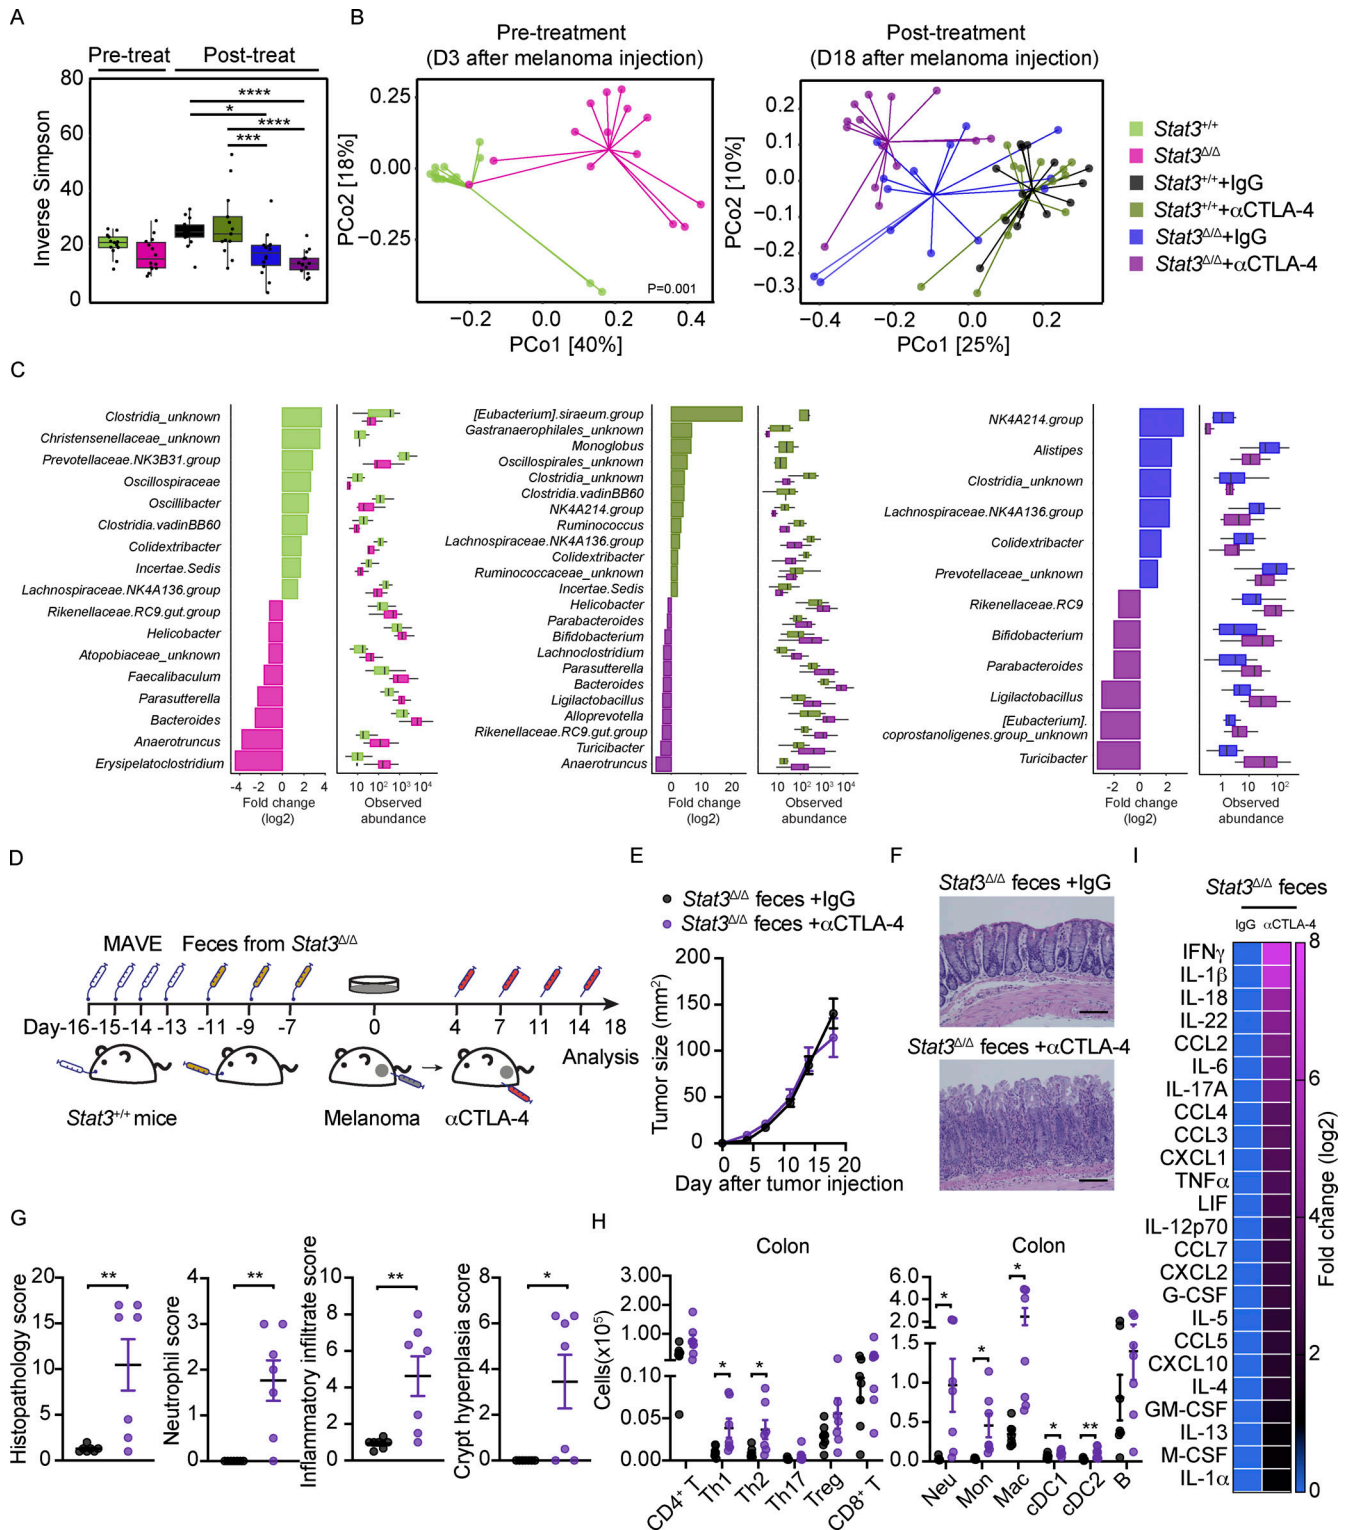 A
Pre-treat Post-treat
80
60
40
20
0
Inverse Simpson
****
*
****
***
B
Pre-treatment
(D3 after melanoma injection)
0.25
0.00
−0.25
PCo2 [18%]
P=0.001
−0.2 0.0 0.2 0.4
PCo1 [40%]
Post-treatment
(D18 after melanoma injection)
0.2
0.1
0.0
−0.1
−0.2
−0.3
PCo2 [10%]
−0.4 −0.2 0.0 0.2
PCo1 [25%]
Stat3+/+
Stat3Δ/Δ
Stat3+/++IgG
Stat3+/++αCTLA-4
Stat3Δ/Δ+IgG
Stat3Δ/Δ+αCTLA-4
C
Clostridia_unknown
Christensenellaceae_unknown
Prevotellaceae.NK3B31.group
Oscillospiraceae
Oscillibacter
Clostridia.vadinBB60
Colidextribacter
Incertae.Sedis
Lachnospiraceae.NK4A136.group
Rikenellaceae.RC9.gut.group
Helicobacter
Atopobiaceae_unknown
Faecalibaculum
Parasutterella
Bacteroides
Anaerotruncus
Erysipelatoclostridium
-4 -2 0 2 4
Fold change
(log2)
10² 10³ 10⁴
Observed
abundance
[Eubacterium].siraeum.group
Gastranaerophilales_unknown
Monoglobus
Oscillospirales_unknown
Clostridia_unknown
Clostridia.vadinBB60
NK4A214.group
Ruminococcus
Lachnospiraceae.NK4A136.group
Colidextribacter
Ruminococcaceae_unknown
Incertae.Sedis
Helicobacter
Parabacteroides
Bifidobacterium
Lachnoclostridium
Parasutterella
Bacteroides
Ligilactobacillus
Alloprevotella
Rikenellaceae.RC9.gut.group
Turicibacter
Anaerotruncus
0 10 20
Fold change
(log2)
10 10² 10³ 10⁴
Observed
abundance
NK4A214.group
Alistipes
Clostridia_unknown
Lachnospiraceae.NK4A136.group
Colidextribacter
Prevotellaceae_unknown
Rikenellaceae.RC9
Bifidobacterium
Parabacteroides
Ligilactobacillus
[Eubacterium].
coprostanoligenes.group_unknown
Turicibacter
-2 0 2
Fold change
(log2)
1 10 10²
Observed
abundance
D
MAVE Feces from Stat3Δ/Δ
Day-16 -15 -14 -13 -11 -9 -7 0 4 7 11 14 18
Analysis
Stat3+/+ mice Melanoma αCTLA-4
E
Stat3Δ/Δ feces +IgG
Stat3Δ/Δ feces +αCTLA-4
200
150
100
50
0
Tumor size (mm²)
0 5 10 15 20
Day after tumor injection
F
Stat3Δ/Δ feces +IgG
Stat3Δ/Δ feces +αCTLA-4
G
20
15
10
5
0
Histopathology score
**
4
3
2
1
0
Neutrophil score
**
10
8
6
4
2
0
Inflammatory infiltrate score
**
8
6
4
2
0
Crypt hyperplasia score
*
H
Colon
3.00
2.00
1.00
0.10
0.05
0.00
Cells(x10⁵)
* *
CD4⁺ T Th1 Th2 Th17 Treg CD8⁺ T
Colon
6.0
4.0
2.0
1.5
1.0
0.5
0.0
* * * * **
Neu Mon Mac cDC1 cDC2 B
I
Stat3Δ/Δ feces
IgG αCTLA-4
IFNγ
IL-1β
IL-18
IL-22
CCL2
IL-6
IL-17A
CCL4
CCL3
CXCL1
TNFα
LIF
IL-12p70
CCL7
CXCL2
G-CSF
IL-5
CCL5
CXCL10
IL-4
GM-CSF
IL-13
M-CSF
IL-1α
8
6
4
2
0
Fold change (log2)